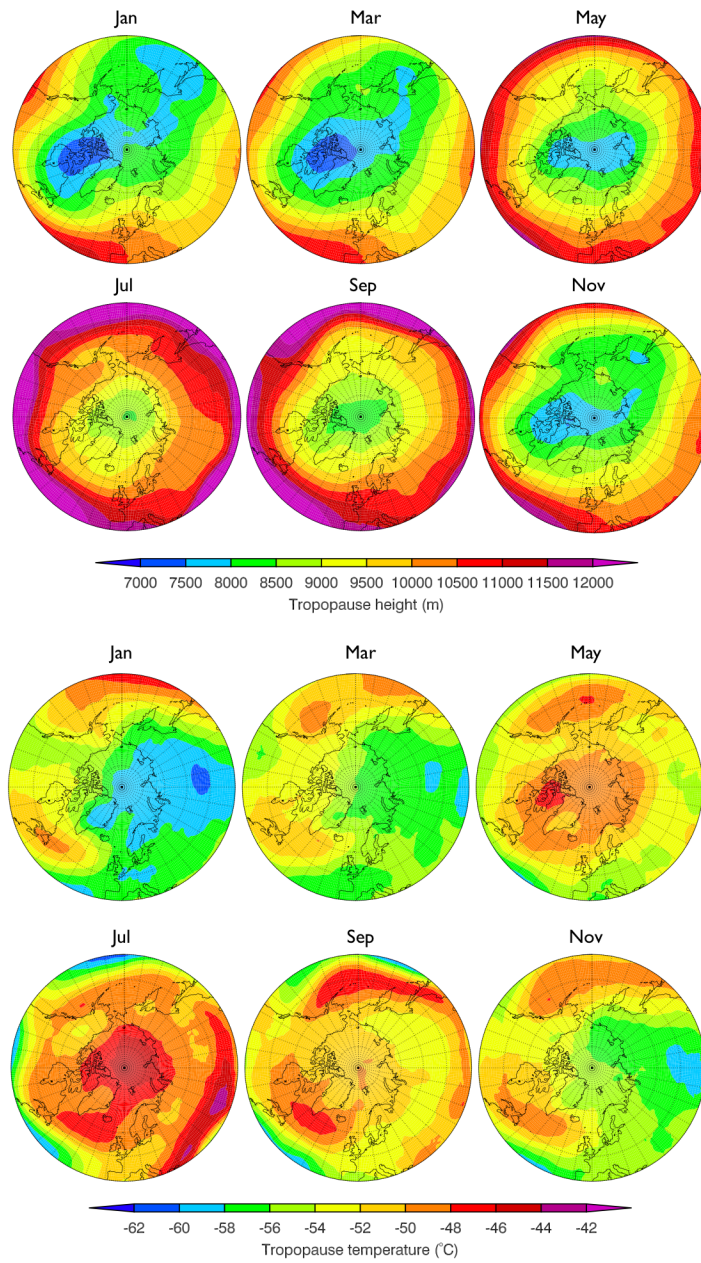 Jan Mar May
Jul Sep Nov
7000 7500 8000 8500 9000 9500 10000 10500 11000 11500 12000
Tropopause height (m)
Jan Mar May
Jul Sep Nov
-62 -60 -58 -56 -54 -52 -50 -48 -46 -44 -42
Tropopause temperature (°C)